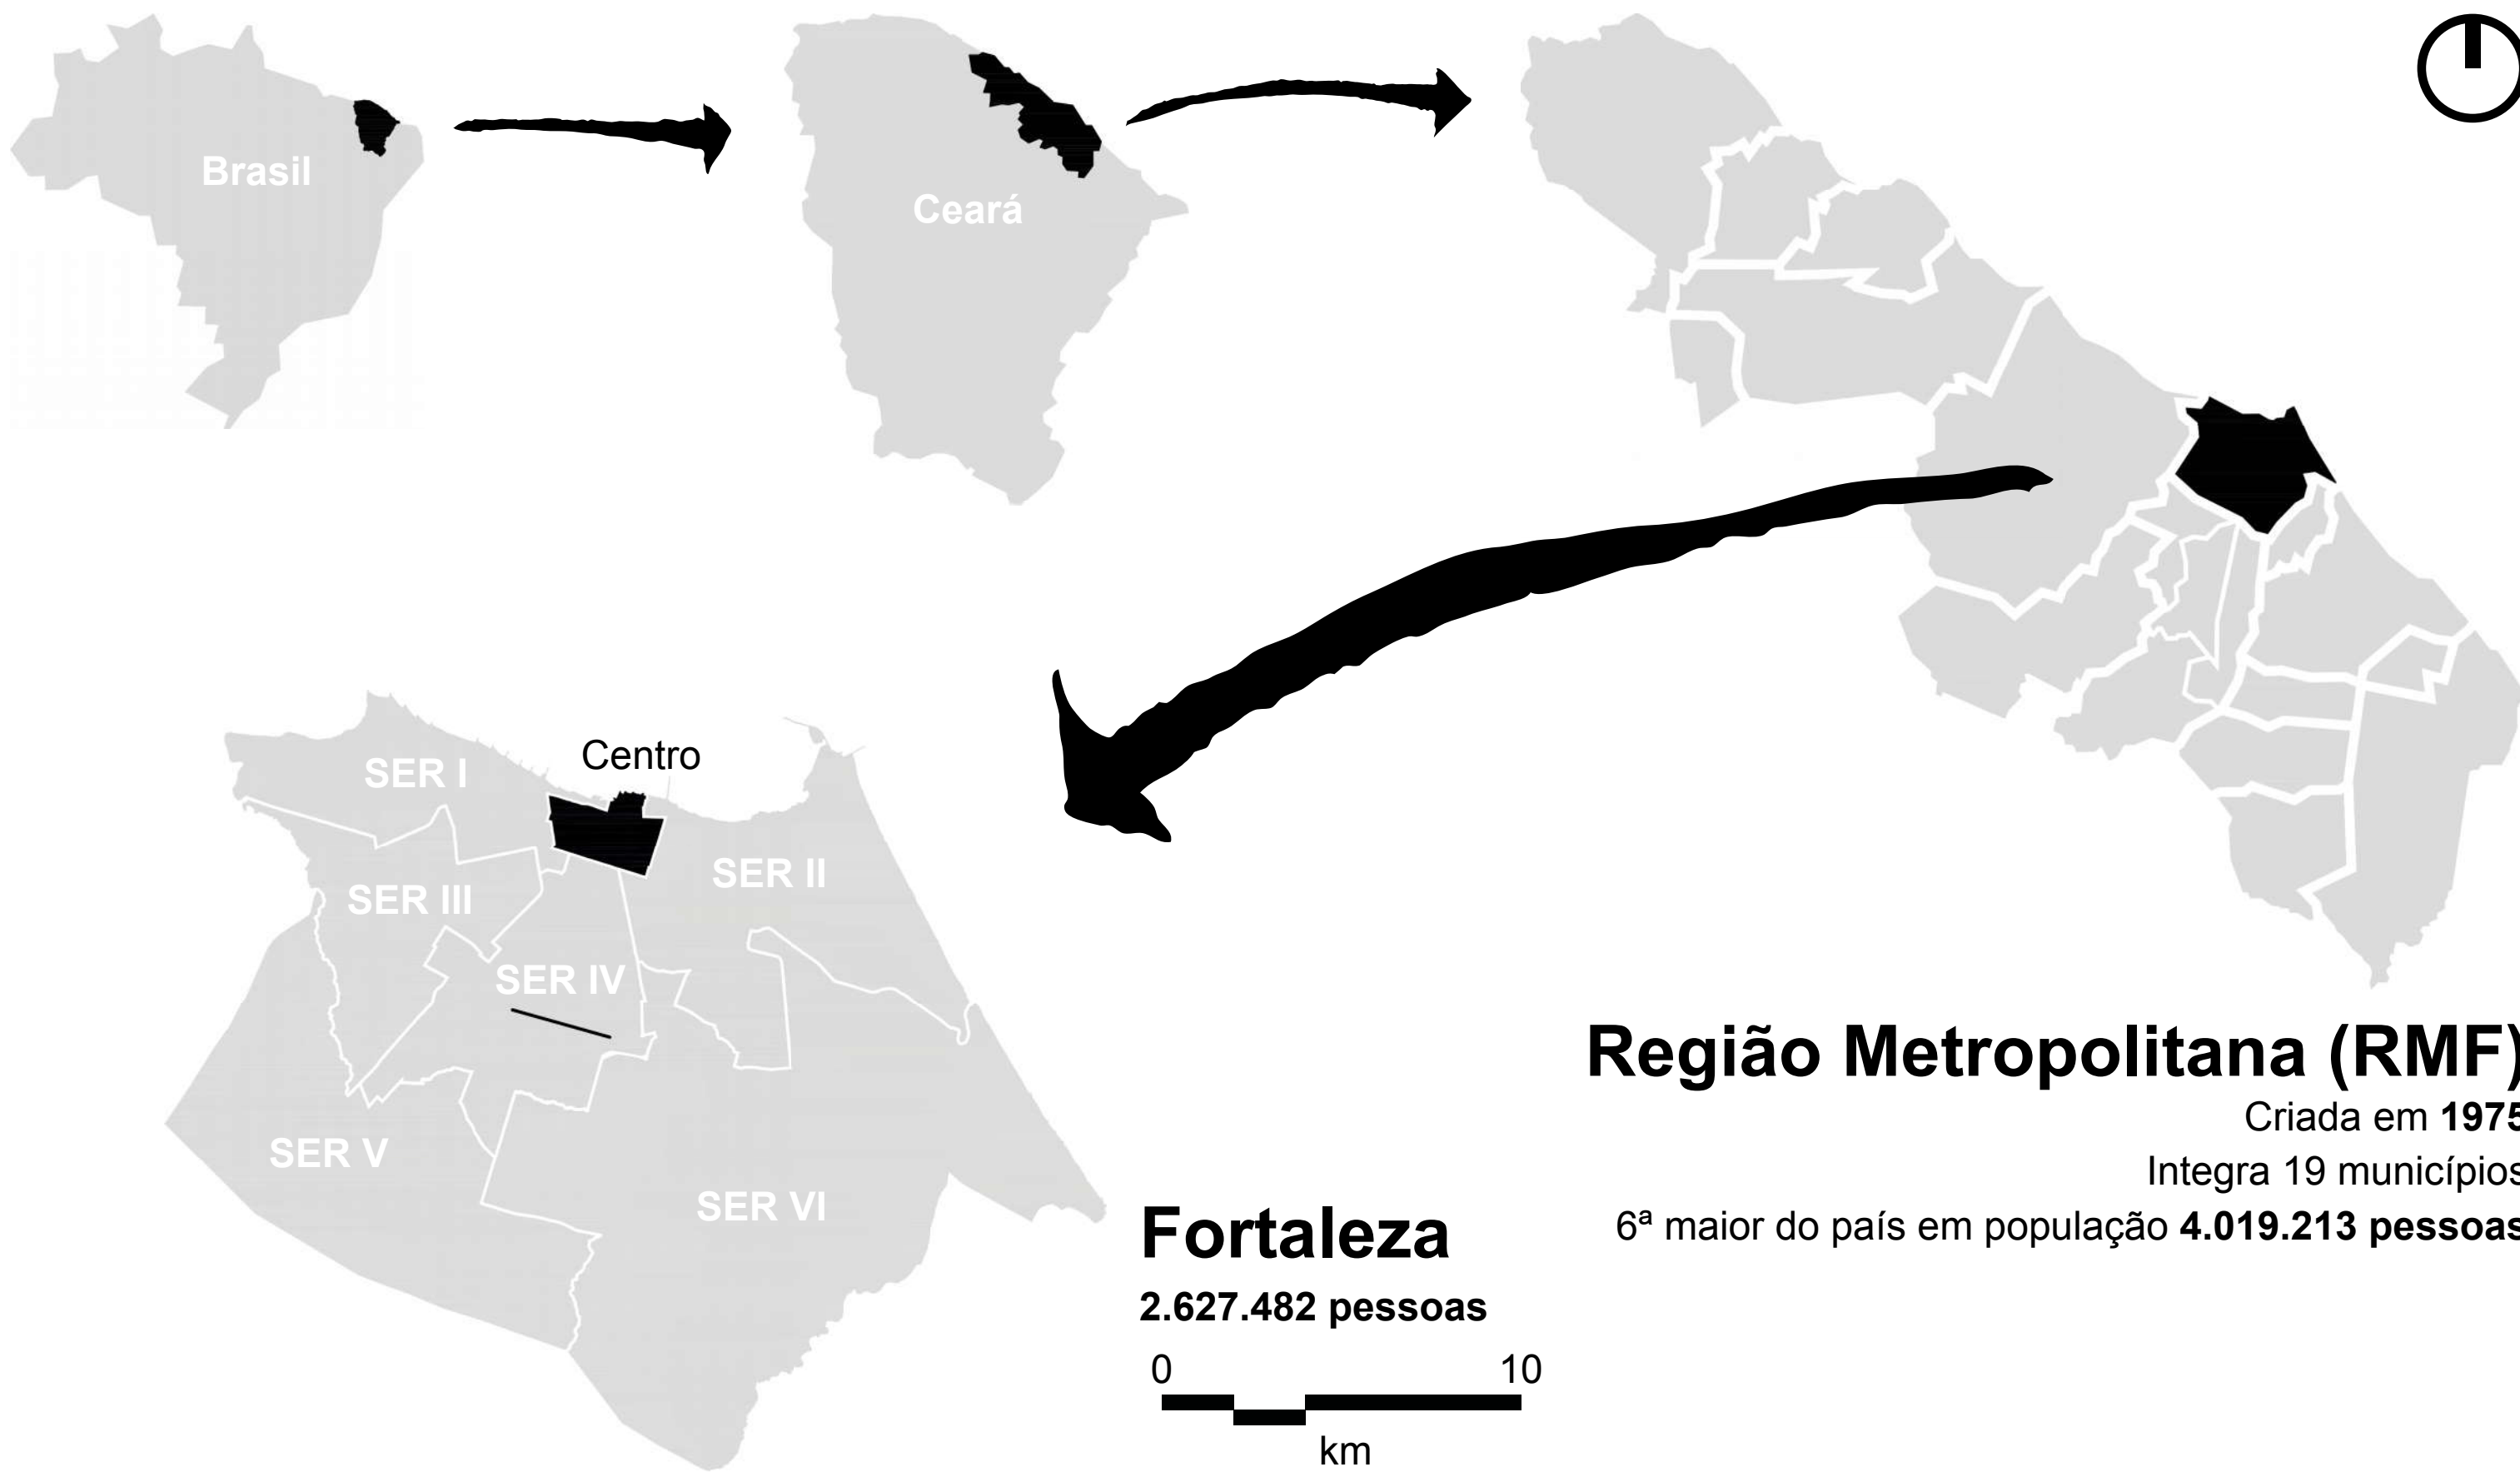 Brasil
Ceará
Centro
SER I
SER II
SER III
SER IV
SER V
SER VI
Região Metropolitana (RMF)
Criada em 1975
Integra 19 municípios
6ª maior do país em população 4.019.213 pessoas
Fortaleza
2.627.482 pessoas
0 10
km